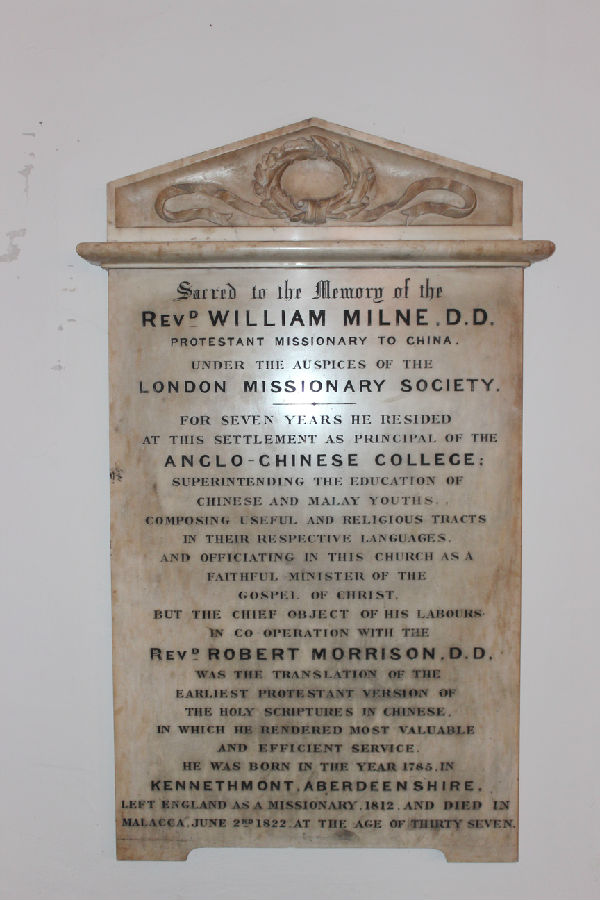 Sacred to the Memory of the
REVD WILLIAM MILNE, D.D.
PROTESTANT MISSIONARY TO CHINA,
UNDER THE AUSPICES OF THE
LONDON MISSIONARY SOCIETY.
FOR SEVEN YEARS HE RESIDED
AT THIS SETTLEMENT AS PRINCIPAL OF THE
ANGLO-CHINESE COLLEGE:
SUPERINTENDING THE EDUCATION OF
CHINESE AND MALAY YOUTHS,
COMPOSING USEFUL AND RELIGIOUS TRACTS
IN THEIR RESPECTIVE LANGUAGES,
AND OFFICIATING IN THIS CHURCH AS A
FAITHFUL MINISTER OF THE
GOSPEL OF CHRIST.
BUT THE CHIEF OBJECT OF HIS LABOURS
IN CO OPERATION WITH THE
REVD ROBERT MORRISON, D.D.
WAS THE TRANSLATION OF THE
EARLIEST PROTESTANT VERSION OF
THE HOLY SCRIPTURES IN CHINESE,
IN WHICH HE RENDERED MOST VALUABLE
AND EFFICIENT SERVICE.
HE WAS BORN IN THE YEAR 1785, IN
KENNETHMONT, ABERDEENSHIRE,
LEFT ENGLAND AS A MISSIONARY, 1812, AND DIED IN
MALACCA, JUNE 2ND 1822, AT THE AGE OF THIRTY SEVEN.